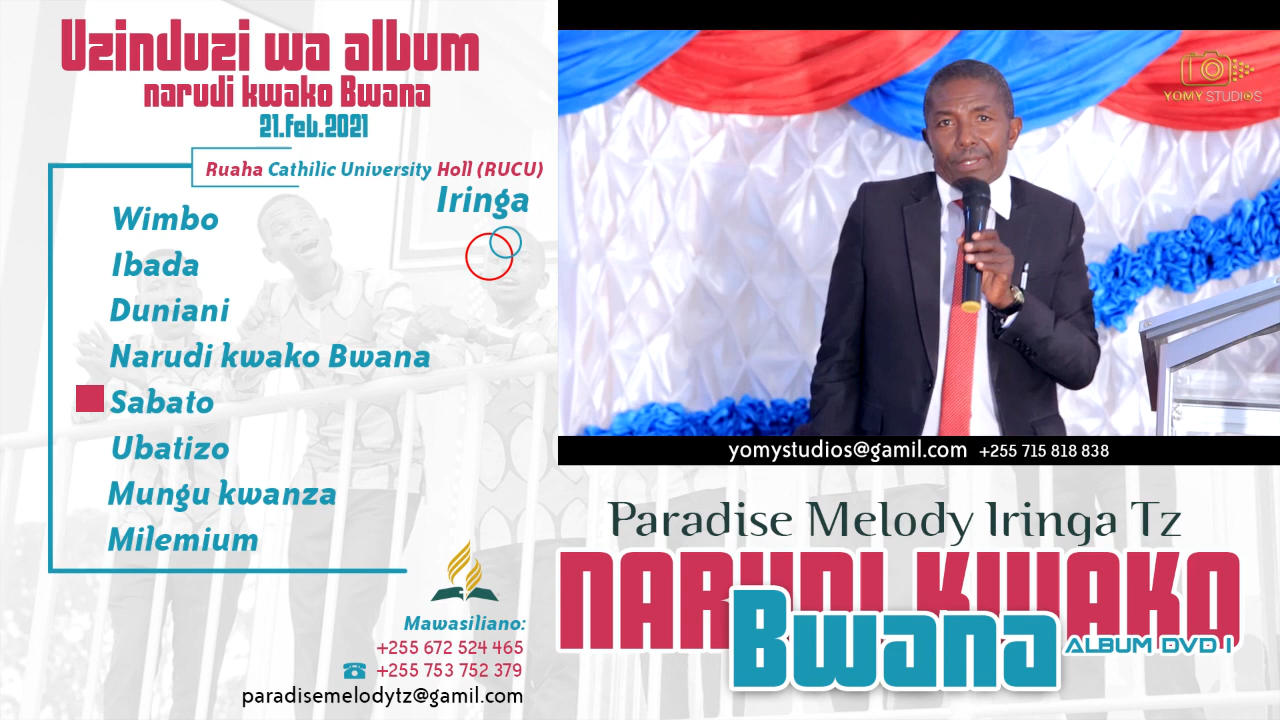 Uzinduzi wa album
narudi kwako Bwana
21.feb.2021
Ruaha Cathilic University Holl (RUCU)
Iringa
Wimbo
Ibada
Duniani
Narudi kwako Bwana
Sabato
Ubatizo
Mungu kwanza
Milemium
Mawasiliano:
+255 672 524 465
+255 753 752 379
paradisemelodytz@gamil.com
YOMY STUDIOS
yomystudios@gamil.com +255 715 818 838
Paradise Melody Iringa Tz
NARUDI KWAKO
Bwana
ALBUM DVD 1